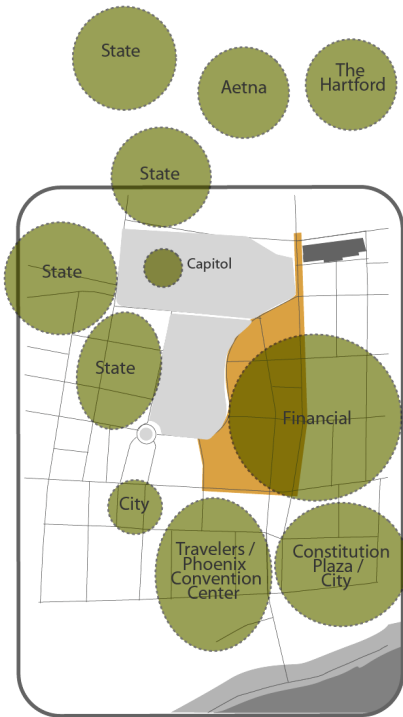 State
Aetna
The
Hartford
State
Capitol
State
State
Financial
City
Travelers /
Phoenix
Convention
Center
Constitution
Plaza /
City